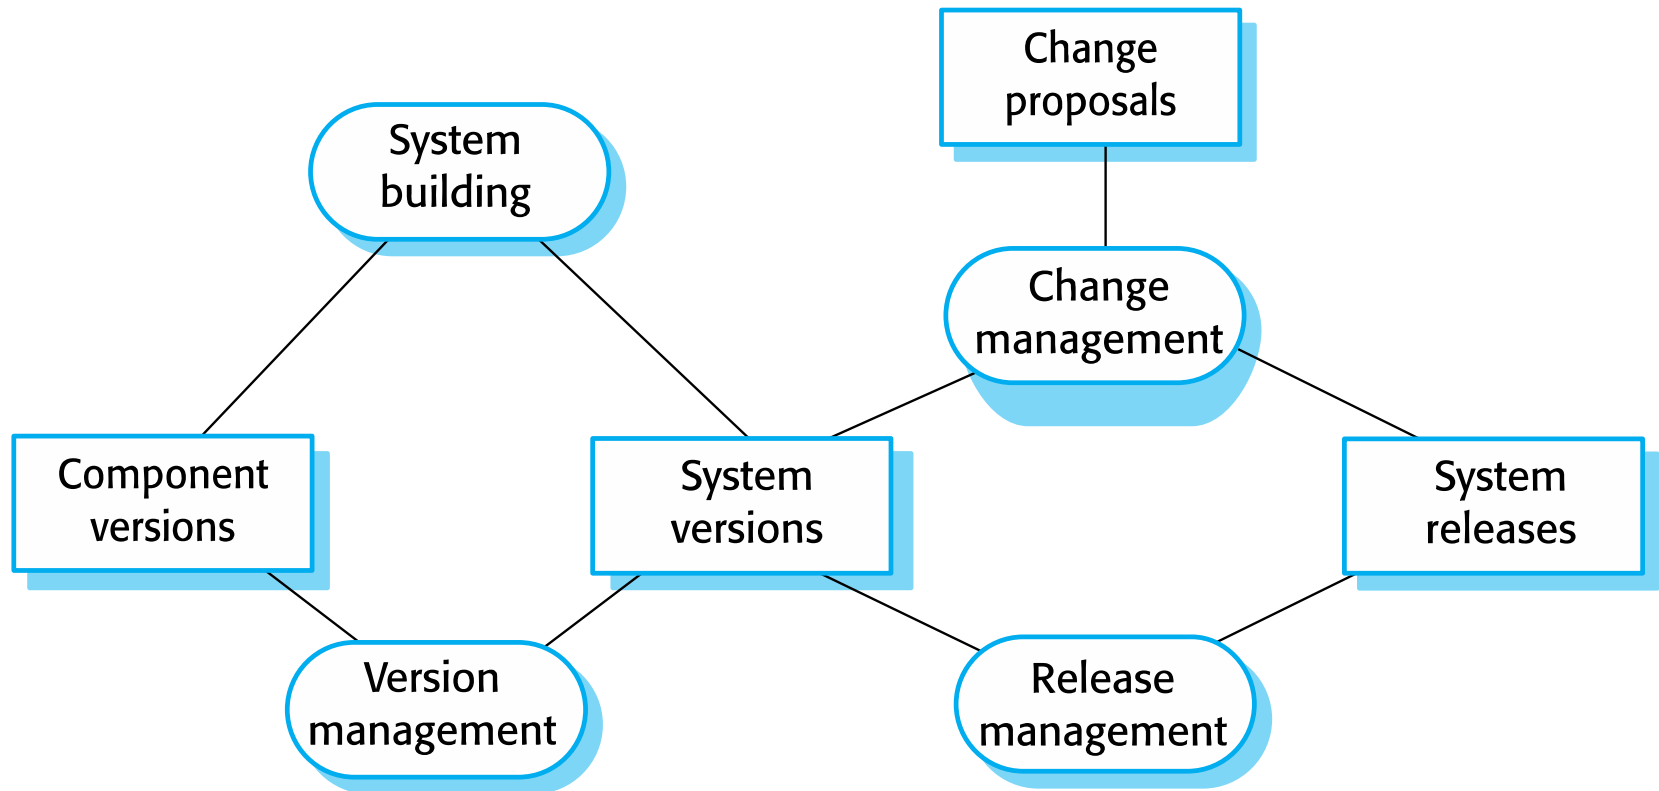 Change
proposals
System
building
Change
management
Component
versions
System
versions
System
releases
Version
management
Release
management